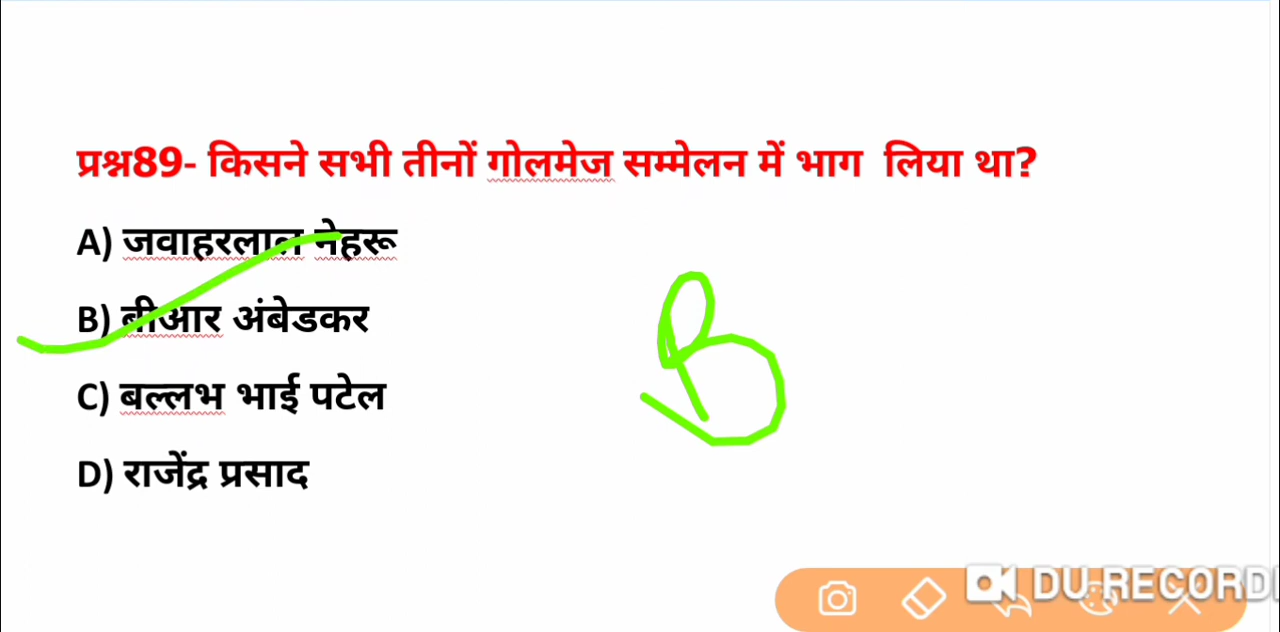 प्रश्न89- किसने सभी तीनों गोलमेज सम्मेलन में भाग लिया था?
A) जवाहरलाल नेहरू
B) बीआर अंबेडकर
B
C) बल्लभ भाई पटेल
D) राजेंद्र प्रसाद
DU RECORD